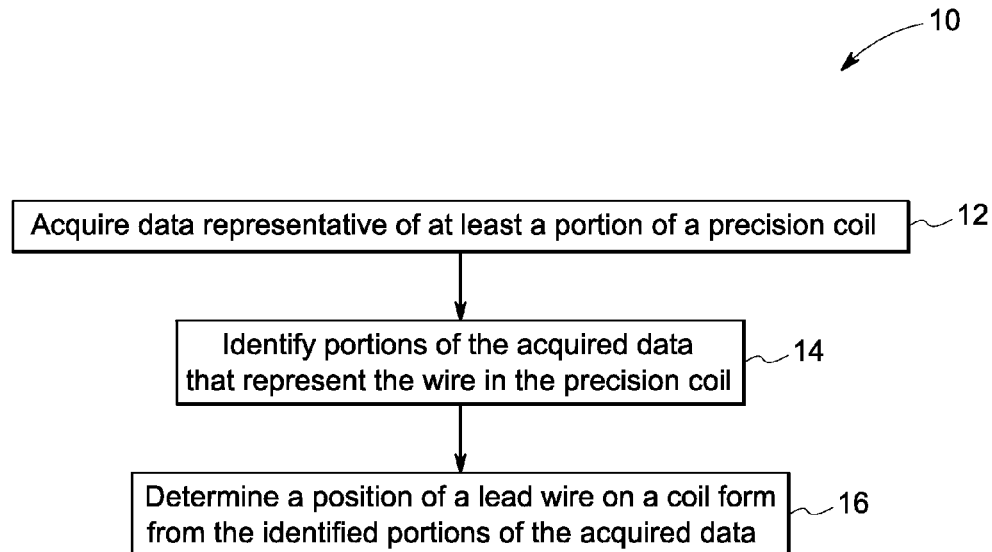 10
Acquire data representative of at least a portion of a precision coil
12
Identify portions of the acquired data
that represent the wire in the precision coil
14
Determine a position of a lead wire on a coil form
from the identified portions of the acquired data
16